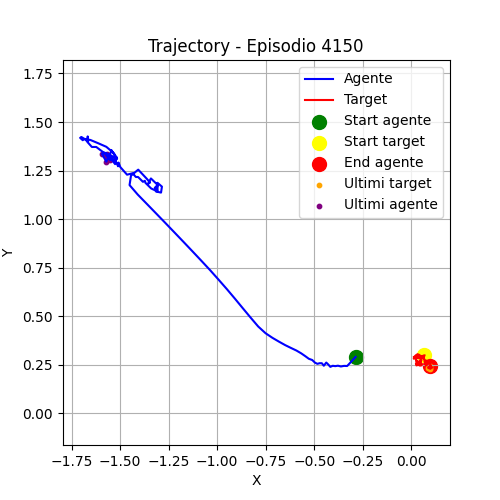 Trajectory - Episodio 4150
Agente
Target
Start agente
Start target
End agente
Ultimi target
Ultimi agente
Y
1.75
1.50
1.25
1.00
0.75
0.50
0.25
0.00
−1.75 −1.50 −1.25 −1.00 −0.75 −0.50 −0.25 0.00
X